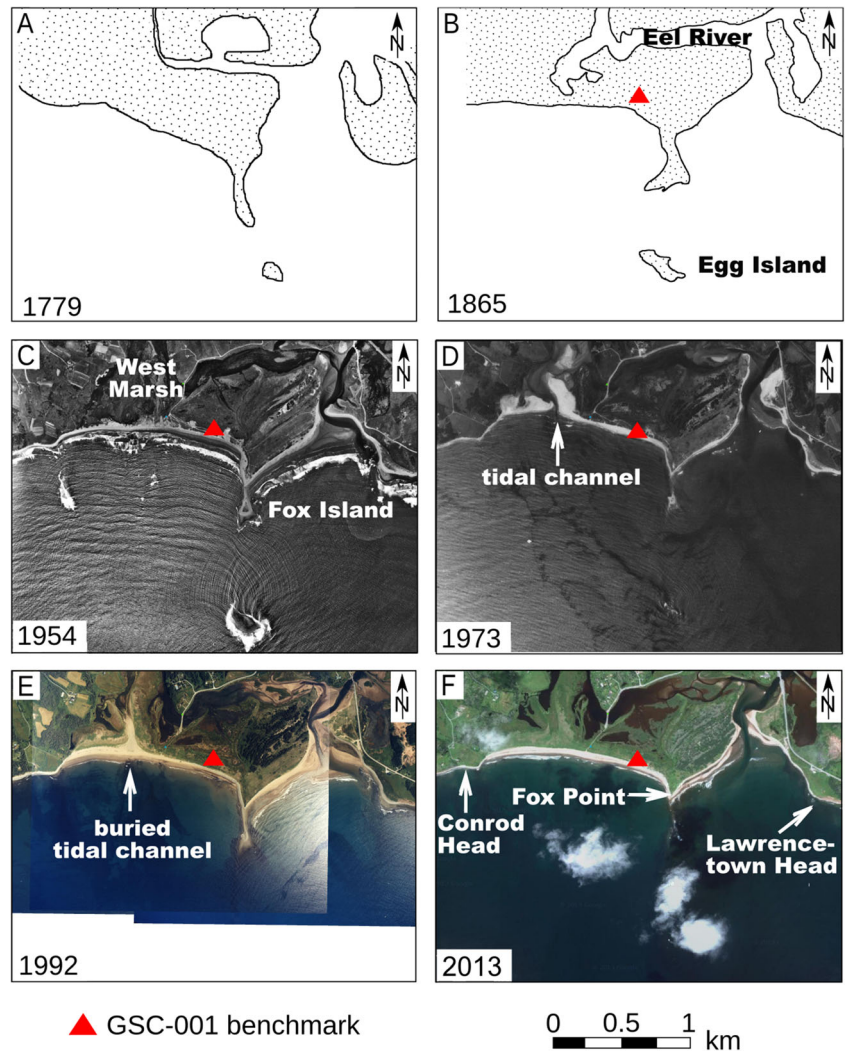 A
N
1779
B
N
Eel River
Egg Island
1865
C
N
West
Marsh
Fox Island
1954
D
N
tidal channel
1973
E
N
buried
tidal channel
1992
F
N
Fox Point
Conrod
Head
Lawrence-
town Head
2013
GSC-001 benchmark
0 0.5 1
km